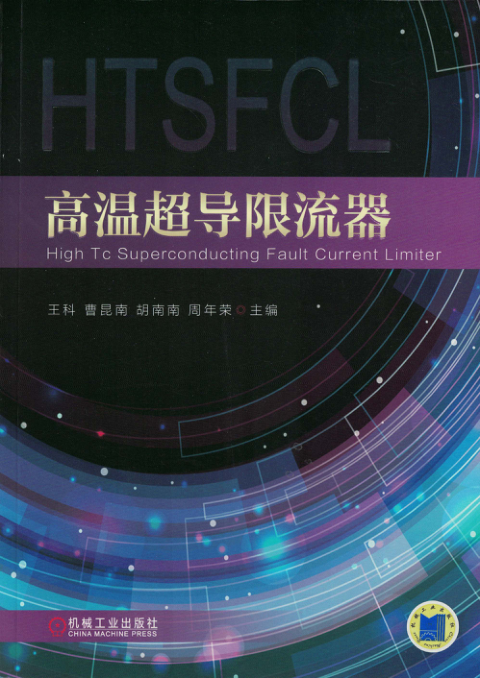 HTSFCL
高温超导限流器
High Tc Superconducting Fault Current Limiter
王科 曹昆南 胡南南 周年荣 主编
机械工业出版社
CHINA MACHINE PRESS